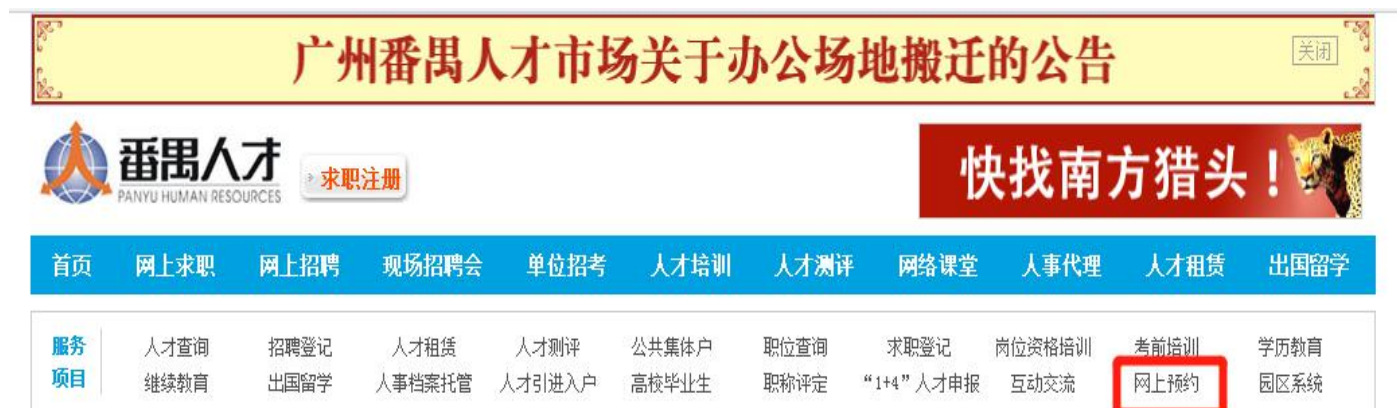 广州番禺人才市场关于办公场地搬迁的公告
关闭
番禺人才
PANYU HUMAN RESOURCES
求职注册
快找南方猎头！
首页 网上求职 网上招聘 现场招聘会 单位招考 人才培训 人才测评 网络课堂 人事代理 人才租赁 出国留学
服务 人才查询 招聘登记 人才租赁 人才测评 公共集体户 职位查询 求职登记 岗位资格培训 考前培训 学历教育
项目 继续教育 出国留学 人事档案托管 人才引进入户 高校毕业生 职称评定 “1+4”人才申报 互动交流 网上预约 园区系统